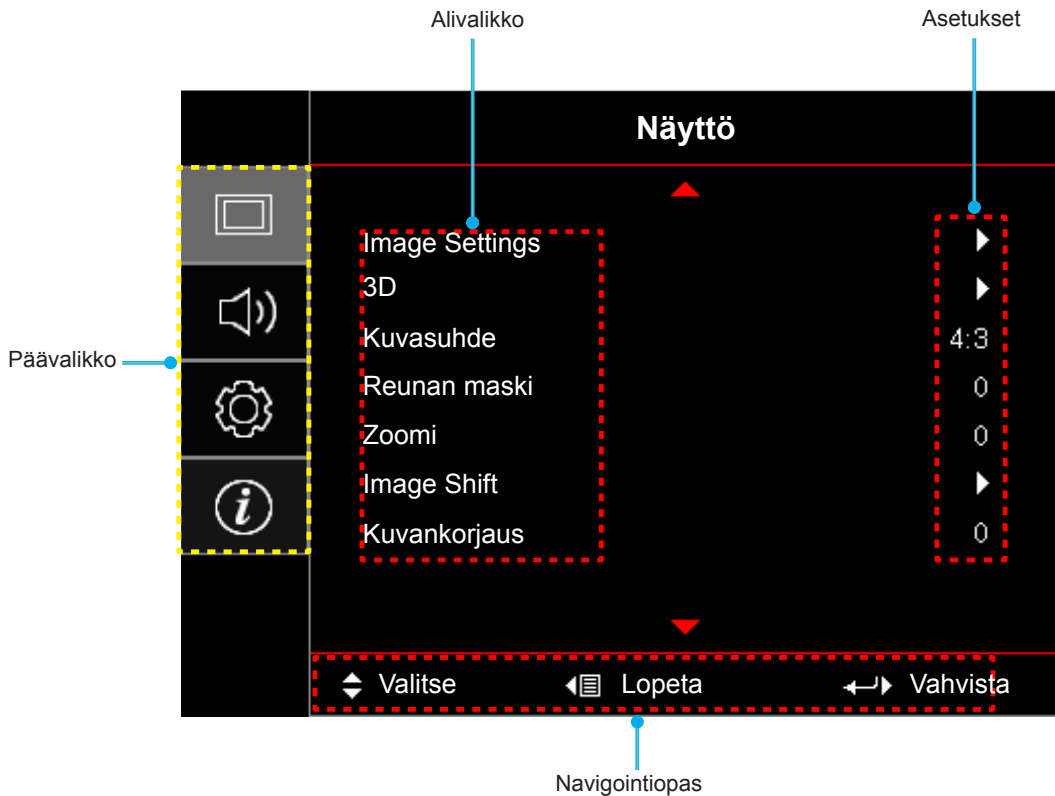 Alivalikko
Asetukset
Näyttö
Image Settings
3D
Kuvasuhde 4:3
Reunan maski 0
Zoomi 0
Image Shift
Kuvankorjaus 0
Päävalikko
Valitse Lopeta Vahvista
Navigointiopas